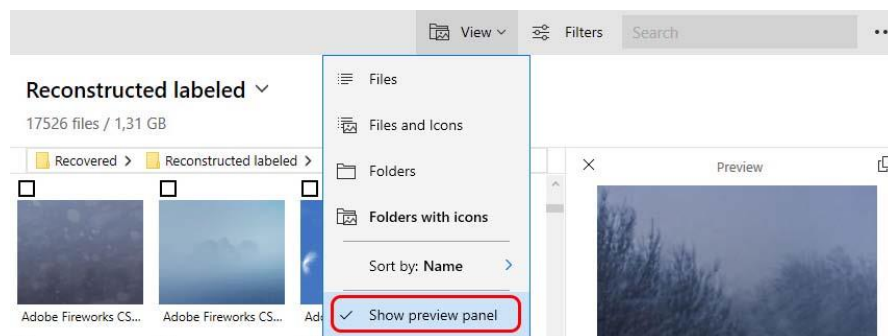 View
Filters
Search
Reconstructed labeled
17526 files / 1,31 GB
Files
Files and Icons
Folders
Folders with icons
Sort by: Name
Show preview panel
Recovered > Reconstructed labeled >
Preview
Adobe Fireworks CS...
Adobe Fireworks CS...